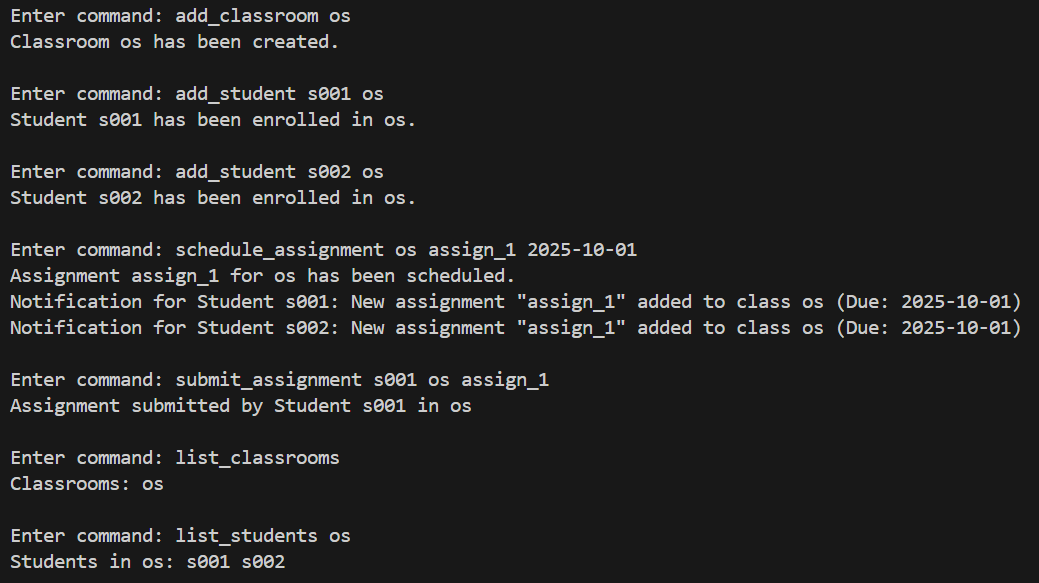 Enter command: add_classroom os
Classroom os has been created.
Enter command: add_student s001 os
Student s001 has been enrolled in os.
Enter command: add_student s002 os
Student s002 has been enrolled in os.
Enter command: schedule_assignment os assign_1 2025-10-01
Assignment assign_1 for os has been scheduled.
Notification for Student s001: New assignment "assign_1" added to class os (Due: 2025-10-01)
Notification for Student s002: New assignment "assign_1" added to class os (Due: 2025-10-01)
Enter command: submit_assignment s001 os assign_1
Assignment submitted by Student s001 in os
Enter command: list_classrooms
Classrooms: os
Enter command: list_students os
Students in os: s001 s002